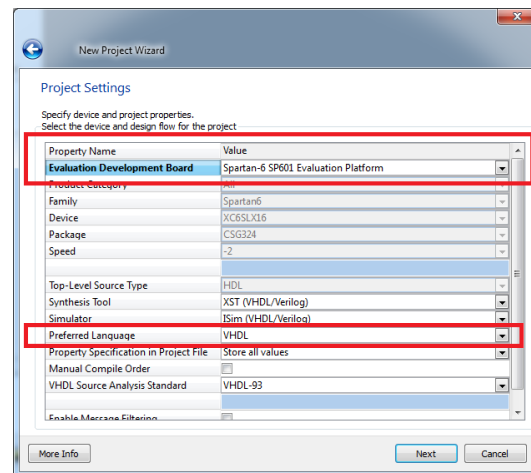 New Project Wizard
Project Settings
Specify device and project properties.
Select the device and design flow for the project
Property Name Value
Evaluation Development Board Spartan-6 SP601 Evaluation Platform
Product Category All
Family Spartan6
Device XC6SLX16
Package CSG324
Speed -2
Top-Level Source Type HDL
Synthesis Tool XST (VHDL/Verilog)
Simulator ISim (VHDL/Verilog)
Preferred Language VHDL
Property Specification in Project File Store all values
Manual Compile Order
VHDL Source Analysis Standard VHDL-93
Enable Message Filtering
More Info Next Cancel